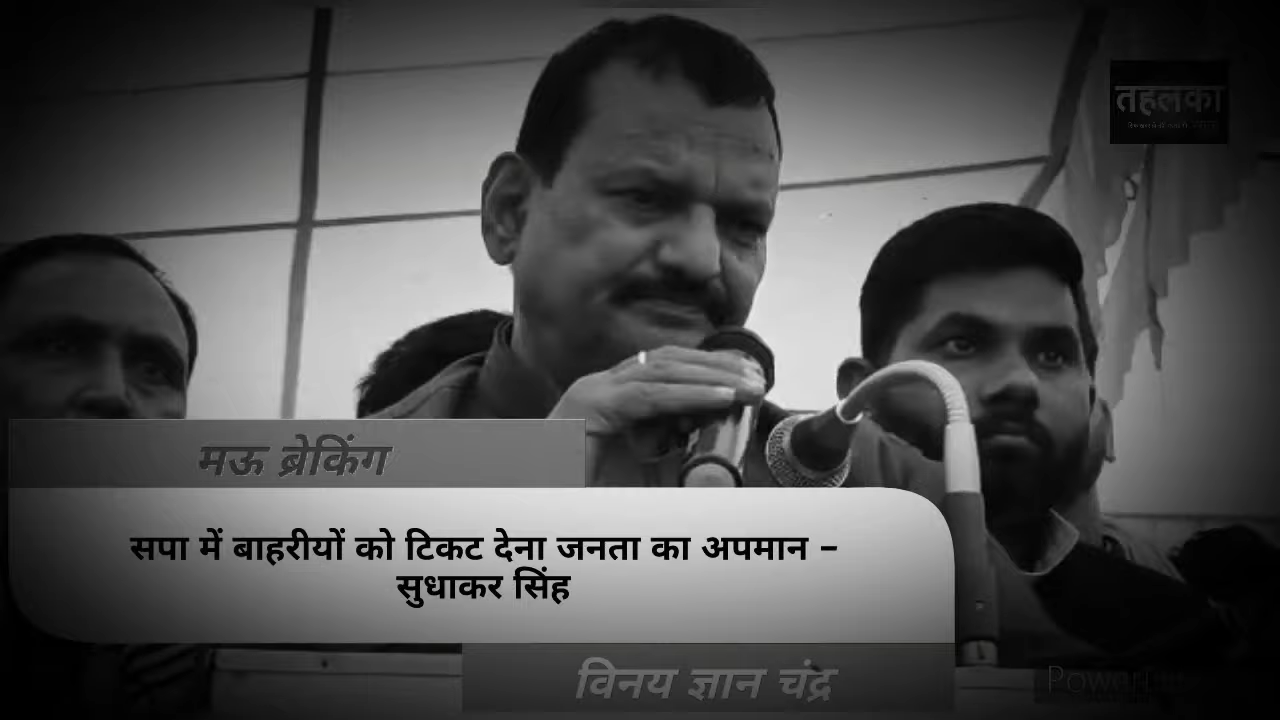 तहलका
मऊ ब्रेकिंग
सपा में बाहरीयों को टिकट देना जनता का अपमान –
सुधाकर सिंह
विनय ज्ञान चंद्र